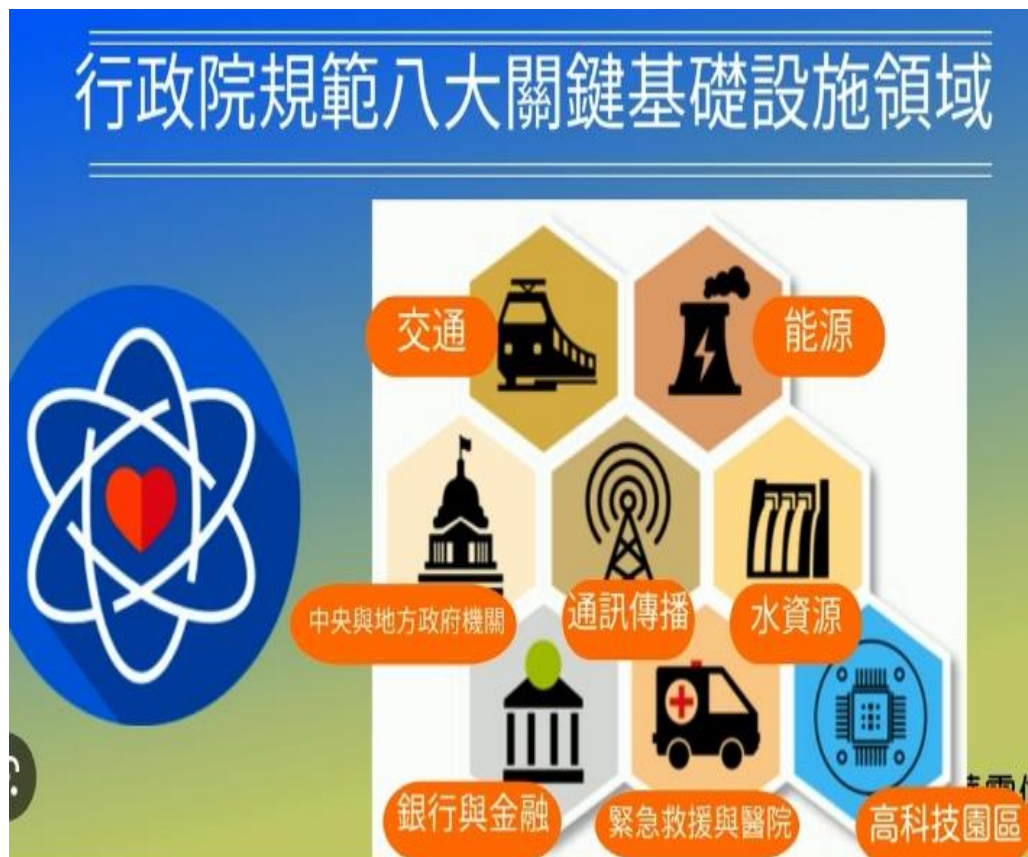 行政院規範八大關鍵基礎設施領域
交通
能源
中央與地方政府機關
通訊傳播
水資源
銀行與金融
緊急救援與醫院
高科技園區